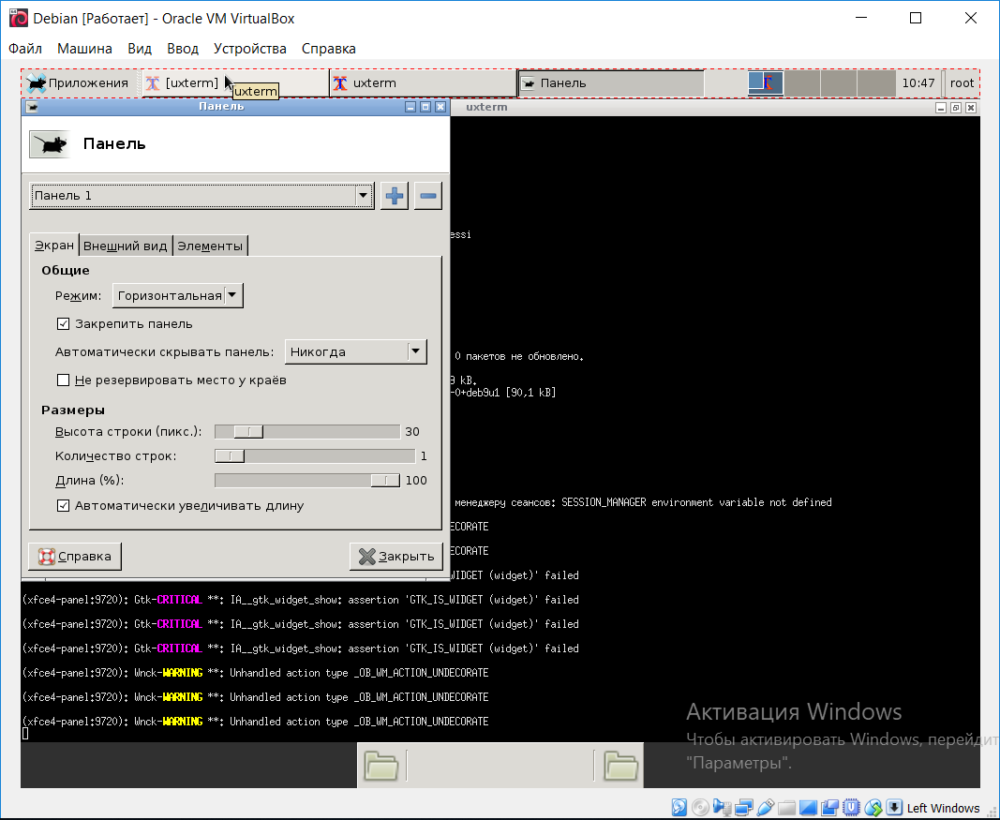 Debian [Работает] - Oracle VM VirtualBox
Файл Машина Вид Ввод Устройства Справка
Приложения [uxterm] uxterm Панель 10:47 root
uxterm
Панель
uxterm
Панель
Панель 1
Экран Внешний вид Элементы
Общие
Режим: Горизонтальная
Закрепить панель
Автоматически скрывать панель: Никогда
Не резервировать место у краёв
Размеры
Высота строки (пикс.): 30
Количество строк: 1
Длина (%): 100
Автоматически увеличивать длину
Справка Закрыть
essi
0 пакетов не обновлено.
9 kB.
-0+deb9u1 [90,1 kB]
менеджеру сеансов: SESSION_MANAGER environment variable not defined
ECORATE
ECORATE
S_WIDGET (widget)' failed
(xfce4-panel:9720): Gtk-CRITICAL **: IA__gtk_widget_show: assertion 'GTK_IS_WIDGET (widget)' failed
(xfce4-panel:9720): Gtk-CRITICAL **: IA__gtk_widget_show: assertion 'GTK_IS_WIDGET (widget)' failed
(xfce4-panel:9720): Gtk-CRITICAL **: IA__gtk_widget_show: assertion 'GTK_IS_WIDGET (widget)' failed
(xfce4-panel:9720): Wnck-WARNING **: Unhandled action type _OB_WM_ACTION_UNDECORATE
(xfce4-panel:9720): Wnck-WARNING **: Unhandled action type _OB_WM_ACTION_UNDECORATE
(xfce4-panel:9720): Wnck-WARNING **: Unhandled action type _OB_WM_ACTION_UNDECORATE
Активация Windows
Чтобы активировать Windows, перейдит
"Параметры".
Left Windows